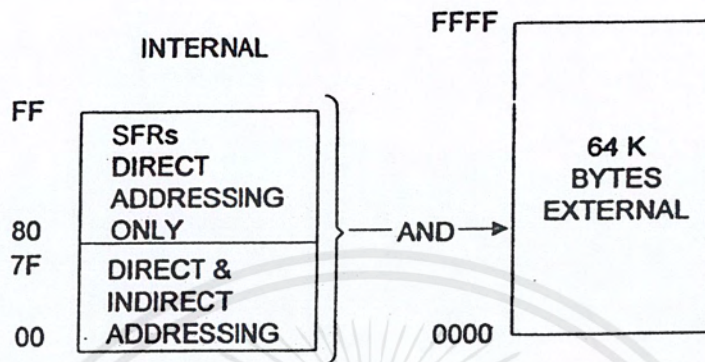 INTERNAL
FF
SFRs
DIRECT
ADDRESSING
80 ONLY
7F DIRECT &
INDIRECT
00 ADDRESSING
AND
FFFF
64 K
BYTES
EXTERNAL
0000